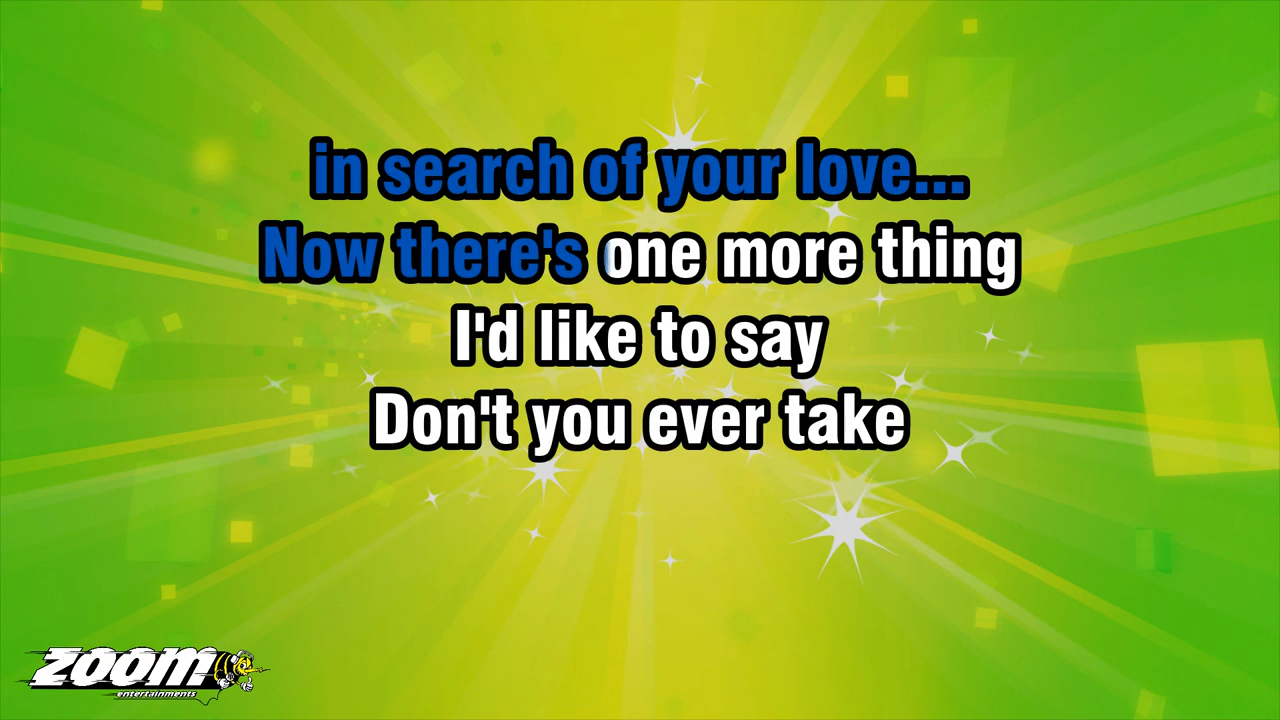 in search of your love...
Now there's one more thing
I'd like to say
Don't you ever take
zoom
entertainments